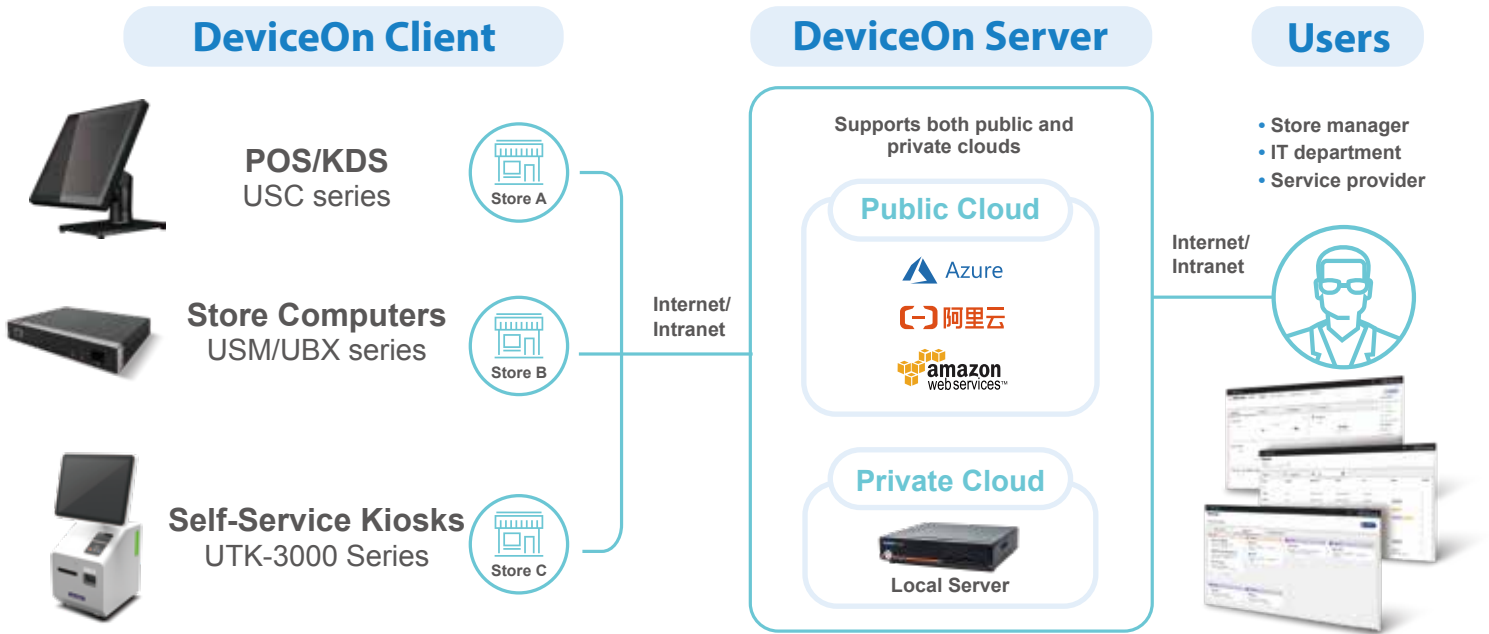 DeviceOn Client
DeviceOn Server
Users
POS/KDS
USC series
Store A
Store Computers
USM/UBX series
Store B
Self-Service Kiosks
UTK-3000 Series
Store C
Internet/
Intranet
Supports both public and
private clouds
Public Cloud
Azure
阿里云
amazon
webservices™
Private Cloud
Local Server
Internet/
Intranet
• Store manager
• IT department
• Service provider